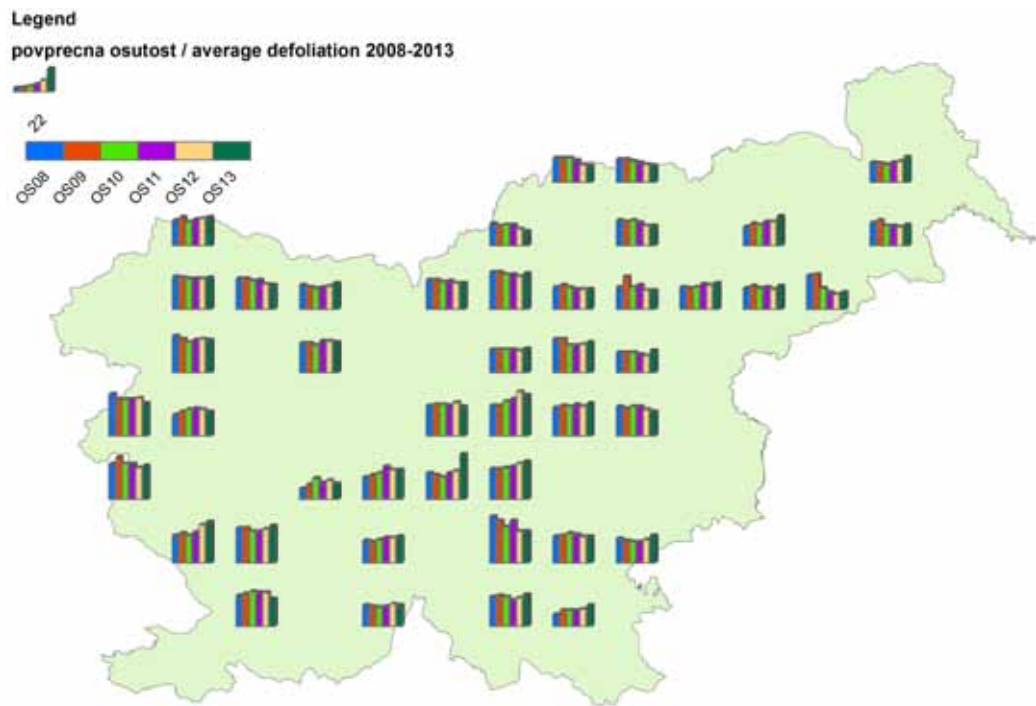 Legend
povprecna osutost / average defoliation 2008-2013
22
OS08 OS09 OS10 OS11 OS12 OS13